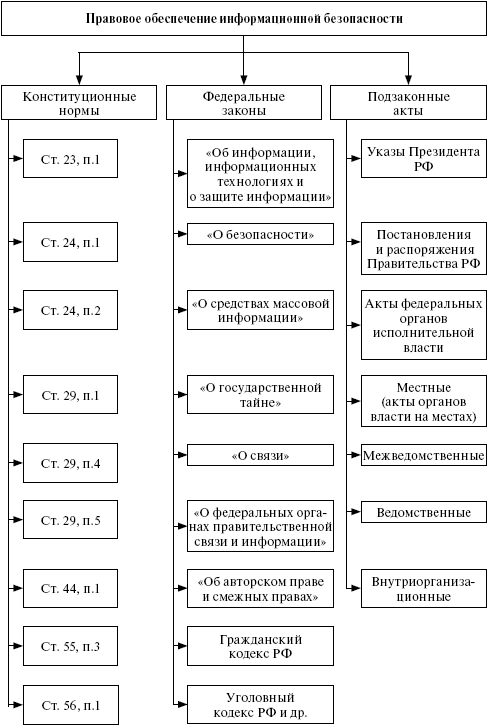 Правовое обеспечение информационной безопасности
Конституционные
нормы
Ст. 23, п.1
Ст. 24, п.1
Ст. 24, п.2
Ст. 29, п.1
Ст. 29, п.4
Ст. 29, п.5
Ст. 44, п.1
Ст. 55, п.3
Ст. 56, п.1
Федеральные
законы
«Об информации,
информационных
технологиях и
о защите информации»
«О безопасности»
«О средствах массовой
информации»
«О государственной
тайне»
«О связи»
«О федеральных орга-
нах правительственной
связи и информации»
«Об авторском праве
и смежных правах»
Гражданский
кодекс РФ
Уголовный
кодекс РФ и др.
Подзаконные
акты
Указы Президента
РФ
Постановления
и распоряжения
Правительства РФ
Акты федеральных
органов
исполнительной
власти
Местные
(акты органов
власти на местах)
Межведомственные
Ведомственные
Внутриорганиза-
ционные